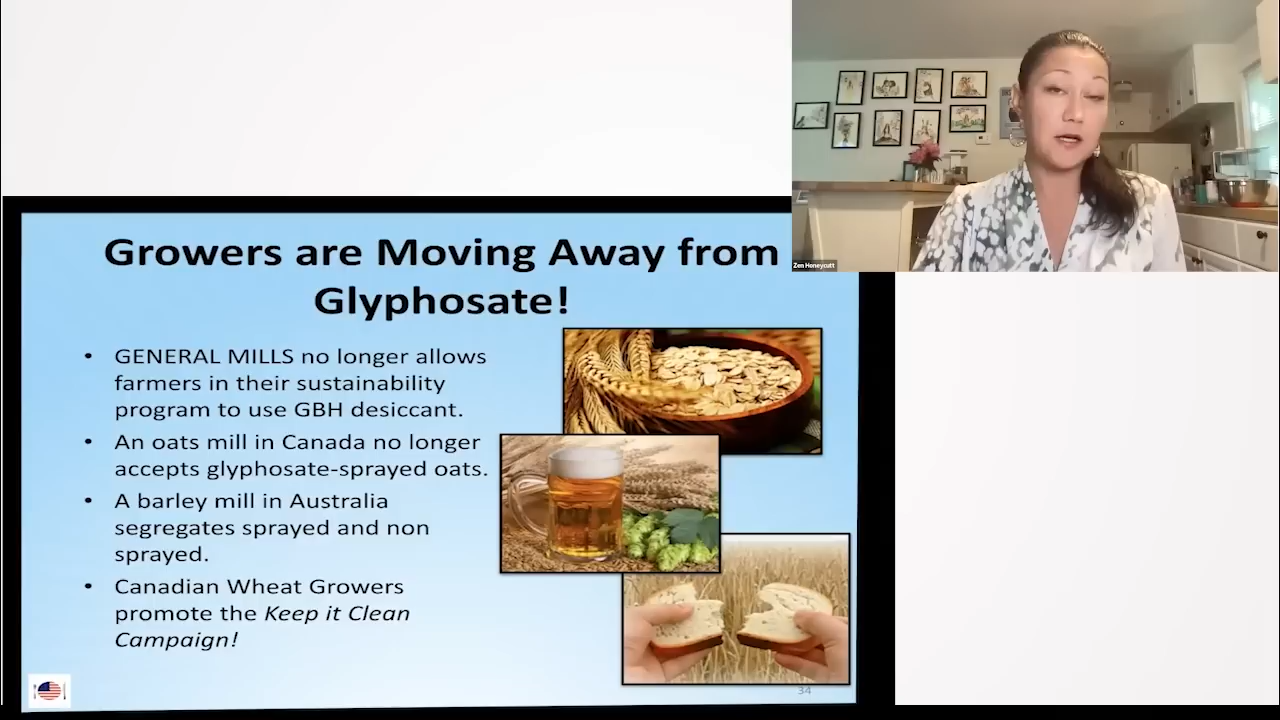 Zen Honeycutt
Growers are Moving Away from
Glyphosate!
• GENERAL MILLS no longer allows
farmers in their sustainability
program to use GBH desiccant.
• An oats mill in Canada no longer
accepts glyphosate-sprayed oats.
• A barley mill in Australia
segregates sprayed and non
sprayed.
• Canadian Wheat Growers
promote the Keep it Clean
Campaign!
34